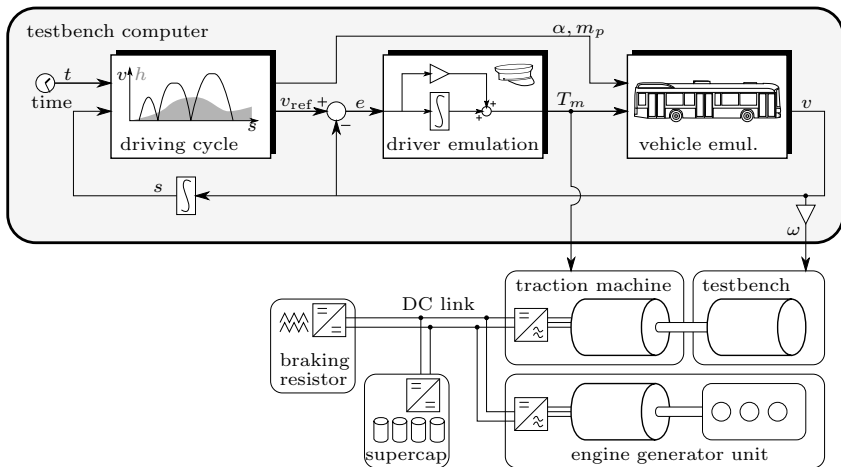 testbench computer
α, m_p
t
v
h
time
s
v_ref
+
−
e
+
+
T_m
v
driving cycle
driver emulation
vehicle emul.
s
ω
traction machine
testbench
DC link
braking
resistor
supercap
engine generator unit